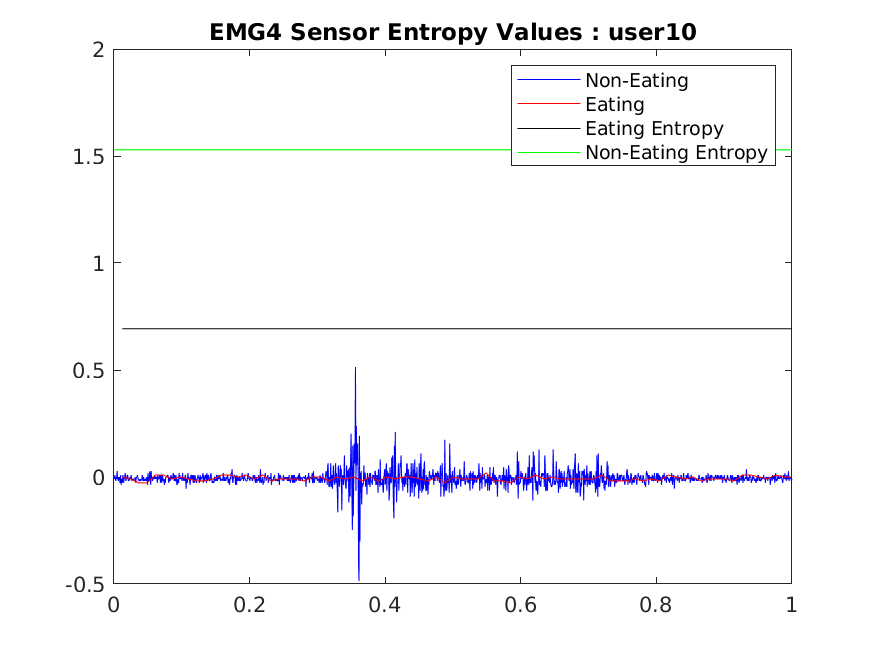 EMG4 Sensor Entropy Values : user10
2
1.5
1
0.5
0
-0.5
0
0.2
0.4
0.6
0.8
1
Non-Eating
Eating
Eating Entropy
Non-Eating Entropy